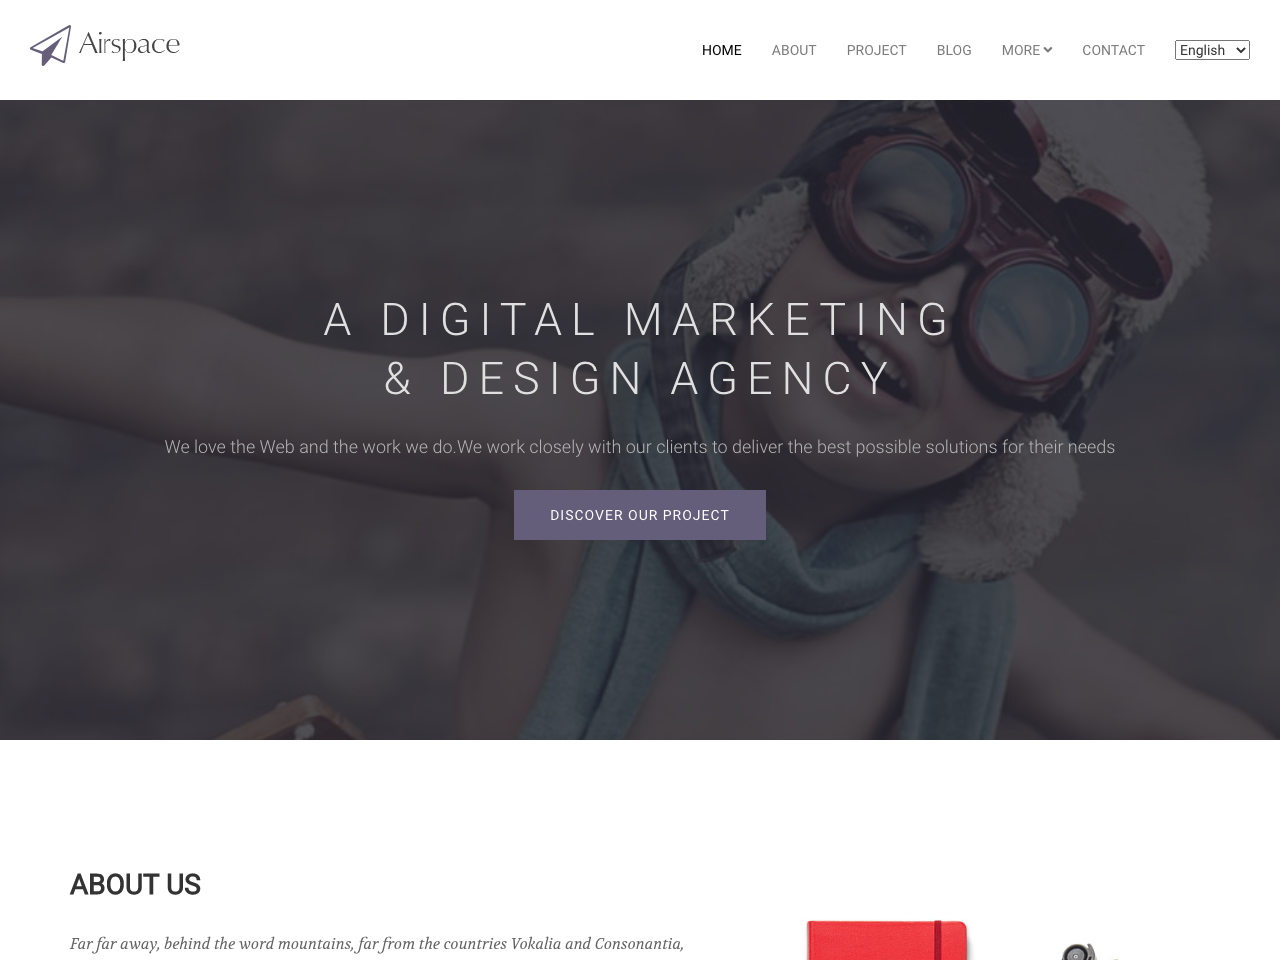 Airspace
HOME
ABOUT
PROJECT
BLOG
MORE
CONTACT
English
A DIGITAL MARKETING
& DESIGN AGENCY
We love the Web and the work we do.We work closely with our clients to deliver the best possible solutions for their needs
DISCOVER OUR PROJECT
ABOUT US
Far far away, behind the word mountains, far from the countries Vokalia and Consonantia,